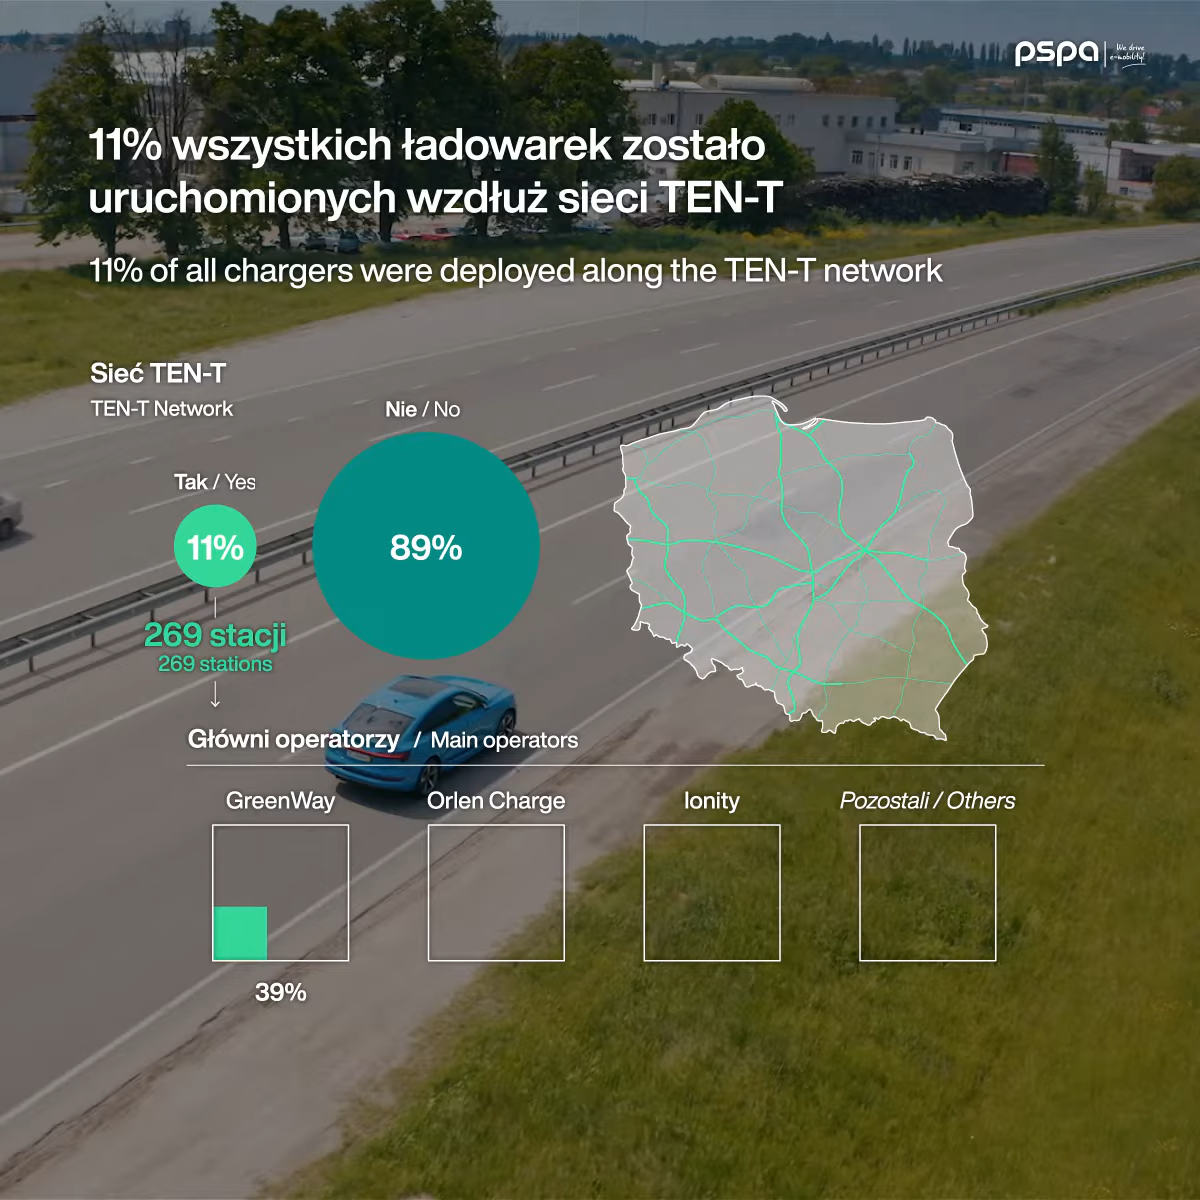 pspa
We drive
e-mobility!
11% wszystkich ładowarek zostało
uruchomionych wzdłuż sieci TEN-T
11% of all chargers were deployed along the TEN-T network
Sieć TEN-T
TEN-T Network
Nie / No
Tak / Yes
11%
89%
269 stacji
269 stations
Główni operatorzy / Main operators
GreenWay
Orlen Charge
Ionity
Pozostali / Others
39%